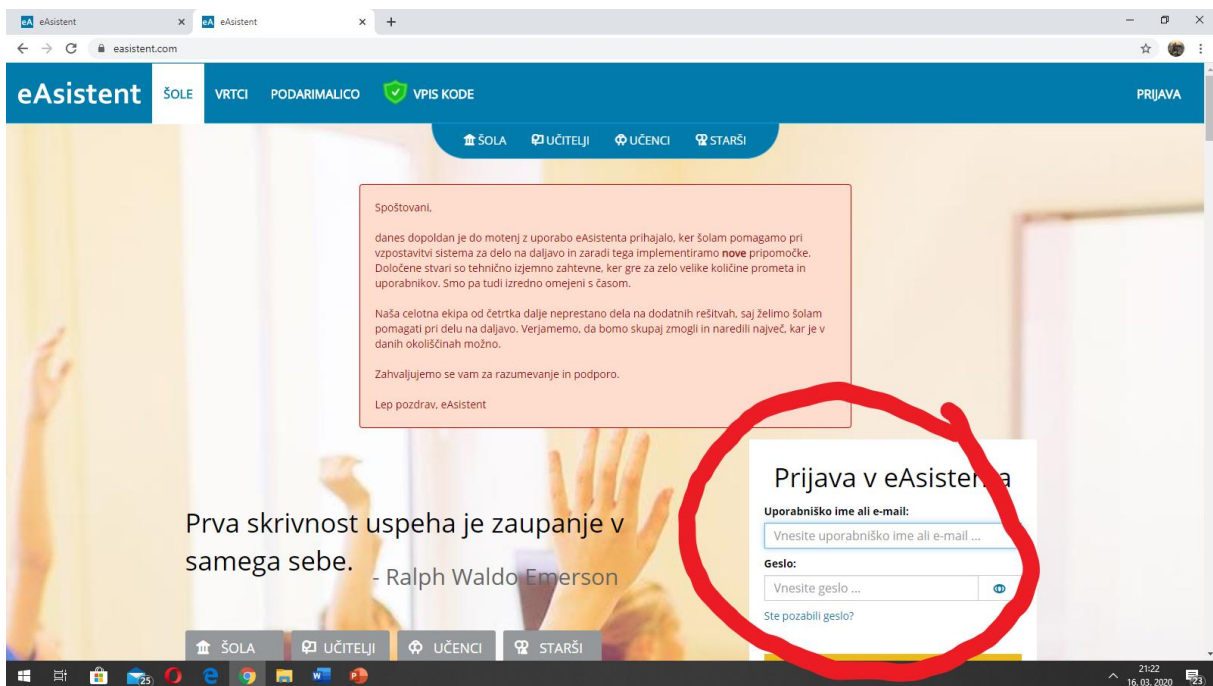 eAsistent
eAsistent
easistent.com
eAsistent ŠOLE VRTCI PODARIMALICO VPIS KODE PRIJAVA
ŠOLA UČITELJI UČENCI STARŠI
Spoštovani,
danes dopoldan je do motenj z uporabo eAsistenta prihajalo, ker šolam pomagamo pri
vzpostavitvi sistema za delo na daljavo in zaradi tega implementiramo nove pripomočke.
Določene stvari so tehnično izjemno zahtevne, ker gre za zelo velike količine prometa in
uporabnikov. Smo pa tudi izredno omejeni s časom.
Naša celotna ekipa od četrtka dalje neprestano dela na dodatnih rešitvah, saj želimo šolam
pomagati pri delu na daljavo. Verjamemo, da bomo skupaj zmogli in naredili največ, kar je v
danih okoliščinah možno.
Zahvaljujemo se vam za razumevanje in podporo.
Lep pozdrav, eAsistent
Prva skrivnost uspeha je zaupanje v
samega sebe.
- Ralph Waldo Emerson
Prijava v eAsistenta
Uporabniško ime ali e-mail:
Vnesite uporabniško ime ali e-mail ...
Geslo:
Vnesite geslo ...
Ste pozabili geslo?
ŠOLA UČITELJI UČENCI STARŠI
25
21:22
16. 03. 2020
23